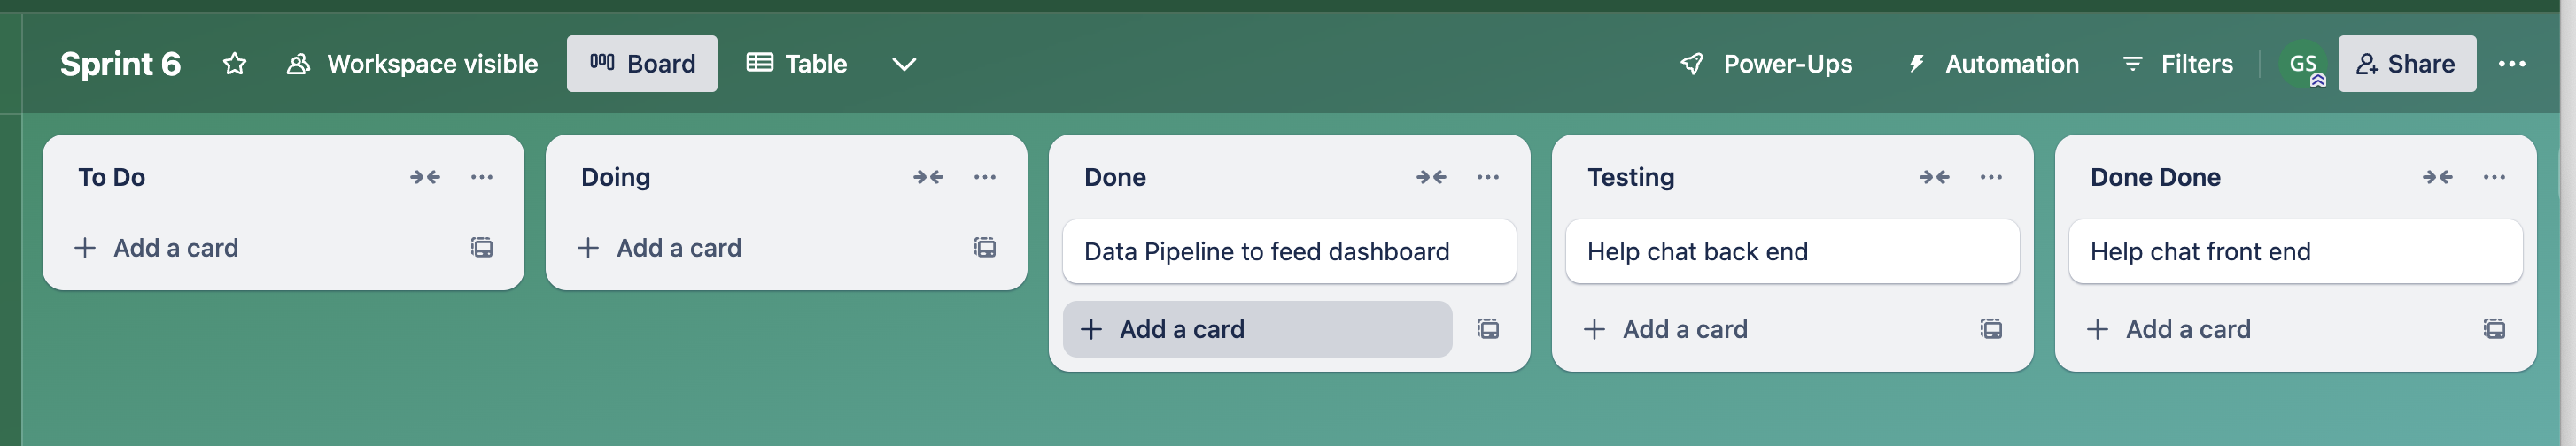 Sprint 6 Workspace visible Board Table Power-Ups Automation Filters GS Share
To Do
Add a card
Doing
Add a card
Done
Data Pipeline to feed dashboard
Add a card
Testing
Help chat back end
Add a card
Done Done
Help chat front end
Add a card